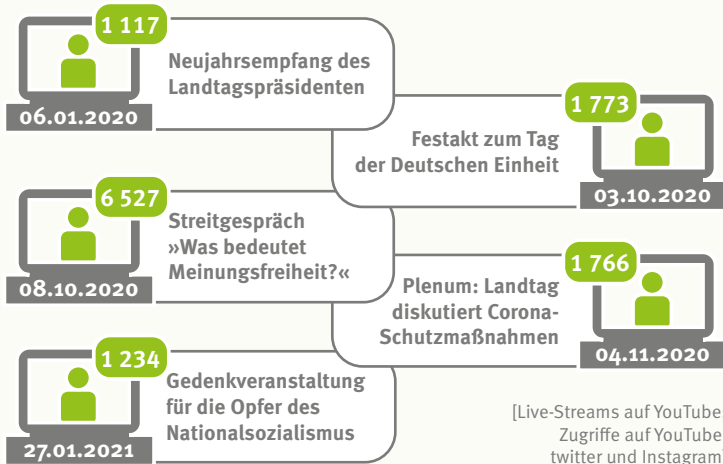 1 117
Neujahrsempfang des
Landtagspräsidenten
06.01.2020
1 773
Festakt zum Tag
der Deutschen Einheit
03.10.2020
6 527
Streitgespräch
»Was bedeutet
Meinungsfreiheit?«
08.10.2020
1 766
Plenum: Landtag
diskutiert Corona-
Schutzmaßnahmen
04.11.2020
1 234
Gedenkveranstaltung
für die Opfer des
Nationalsozialismus
27.01.2021
[Live-Streams auf YouTube
Zugriffe auf YouTube
twitter und Instagram